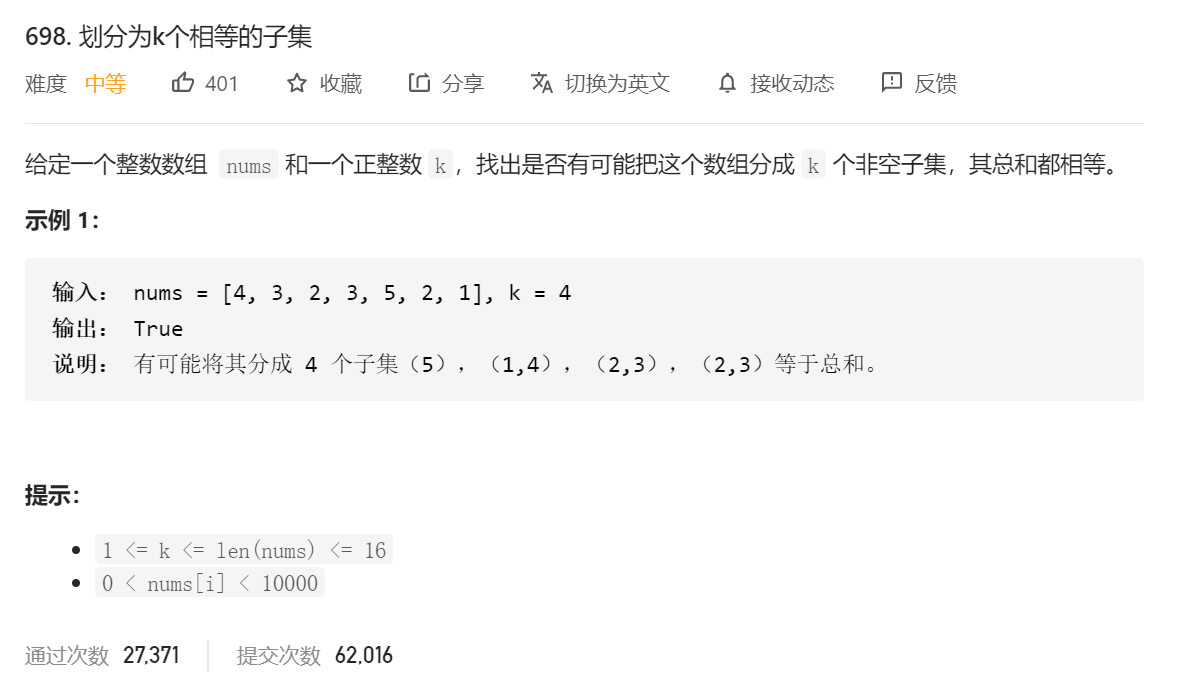 698. 划分为k个相等的子集
难度 中等 401 收藏 分享 切换为英文 接收动态 反馈
给定一个整数数组 nums 和一个正整数 k，找出是否有可能把这个数组分成 k 个非空子集，其总和都相等。
示例 1：
输入： nums = [4, 3, 2, 3, 5, 2, 1], k = 4
输出： True
说明： 有可能将其分成 4 个子集（5），（1,4），（2,3），（2,3）等于总和。
提示：
1 <= k <= len(nums) <= 16
0 < nums[i] < 10000
通过次数 27,371 提交次数 62,016